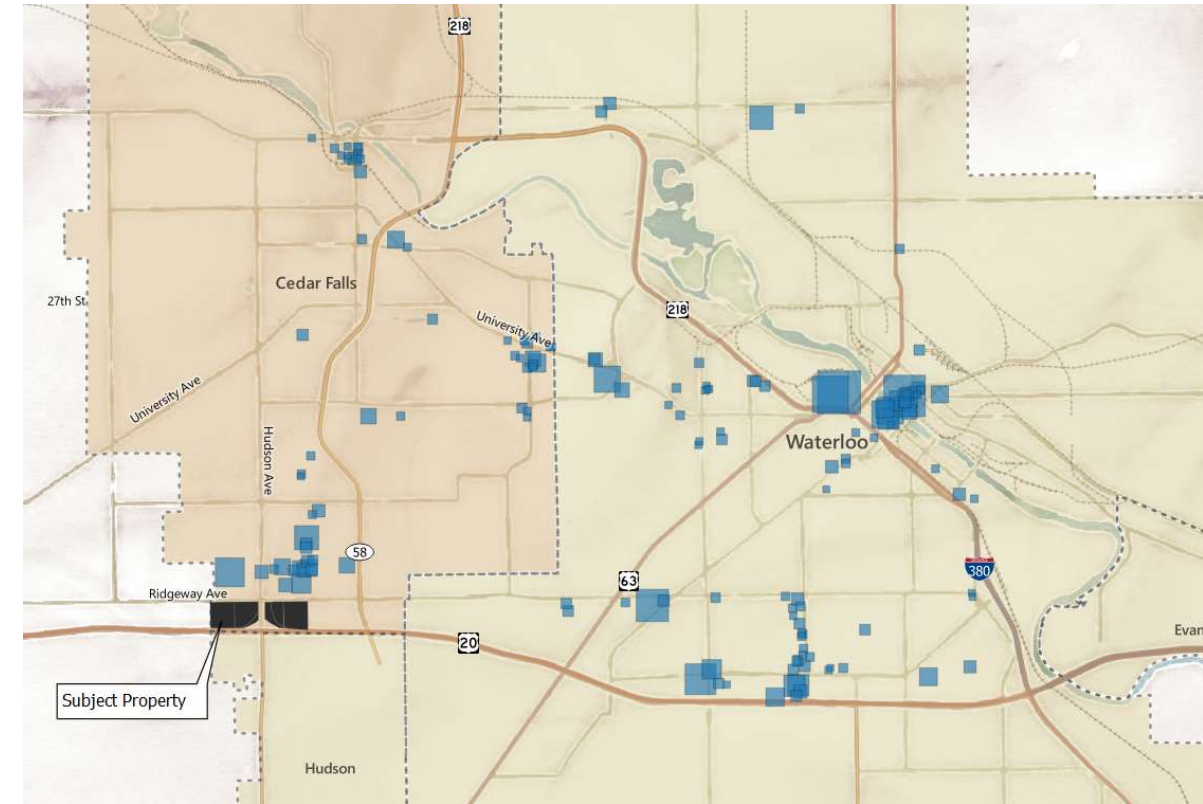 218
Cedar Falls
27th St
University Ave
218
University Ave
Hudson Ave
Waterloo
58
380
63
Ridgeway Ave
20
Evan
Subject Property
Hudson